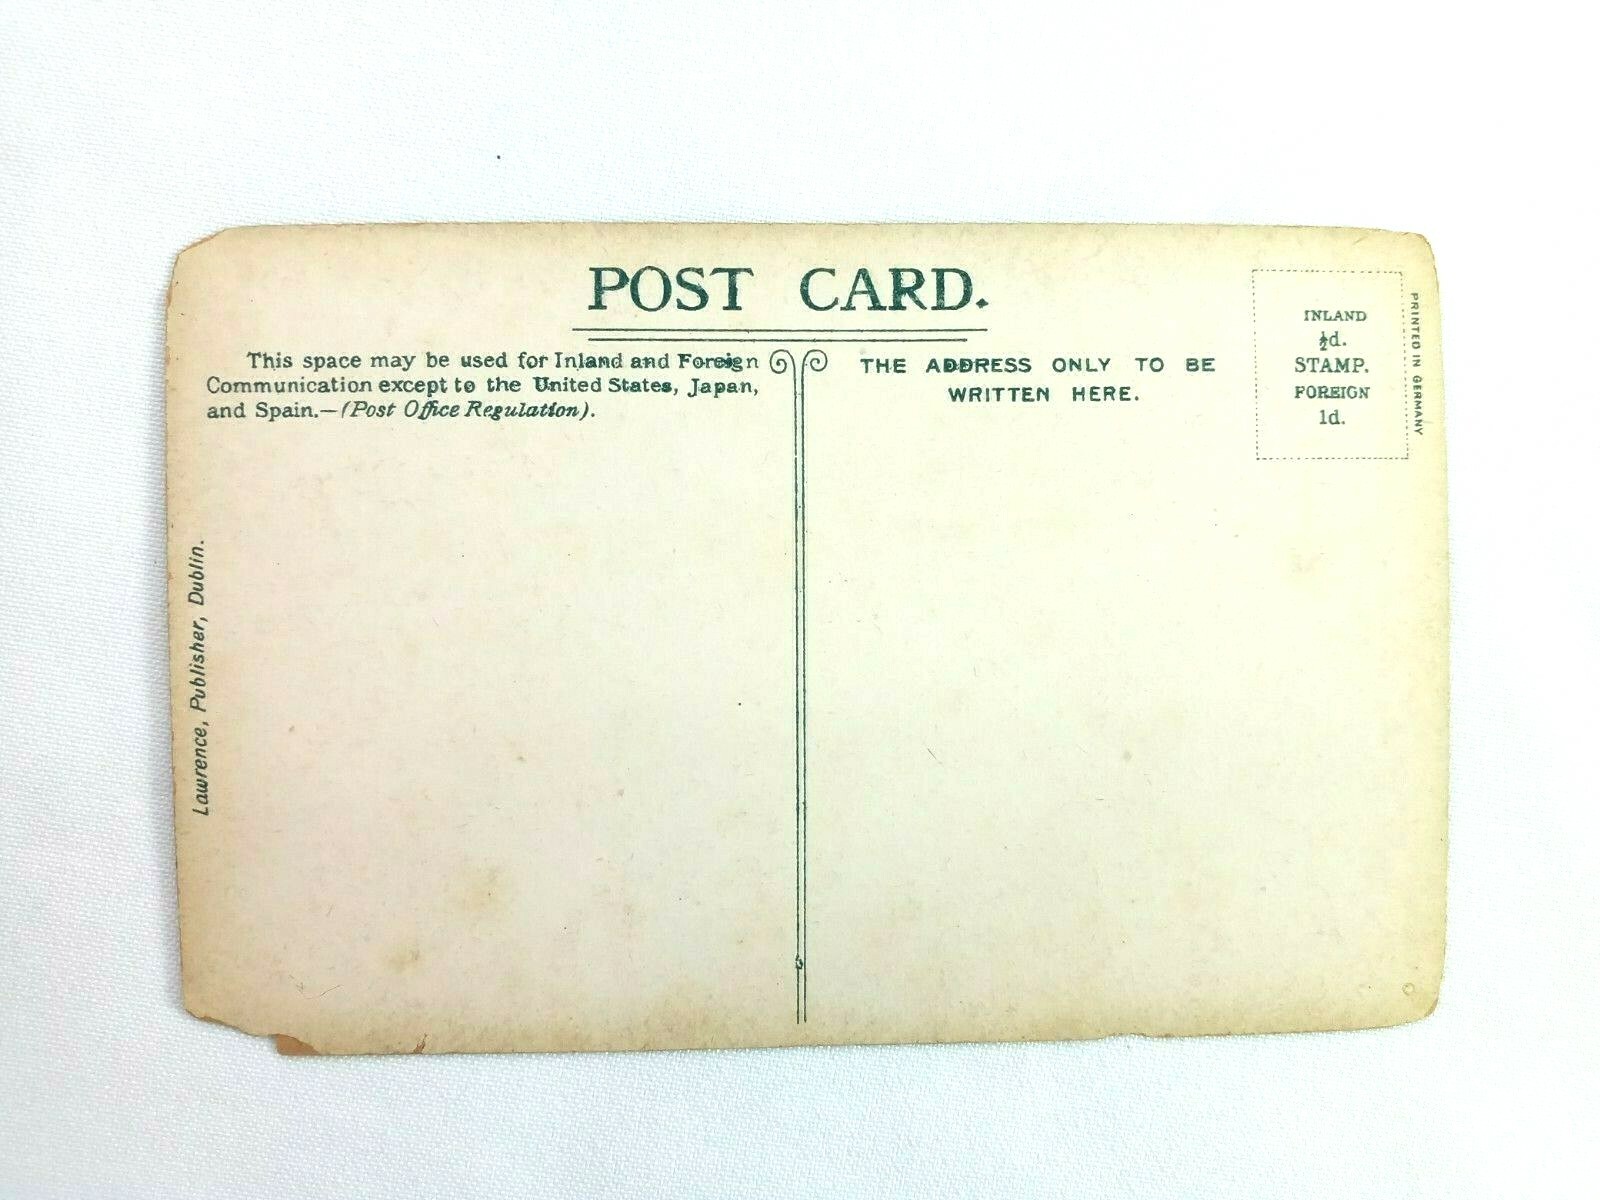 POST CARD.
This space may be used for Inland and Foreign
Communication except to the United States, Japan,
and Spain.—(Post Office Regulation).
THE ADDRESS ONLY TO BE
WRITTEN HERE.
INLAND
½d.
STAMP.
FOREIGN
1d.
PRINTED IN GERMANY
Lawrence, Publisher, Dublin.